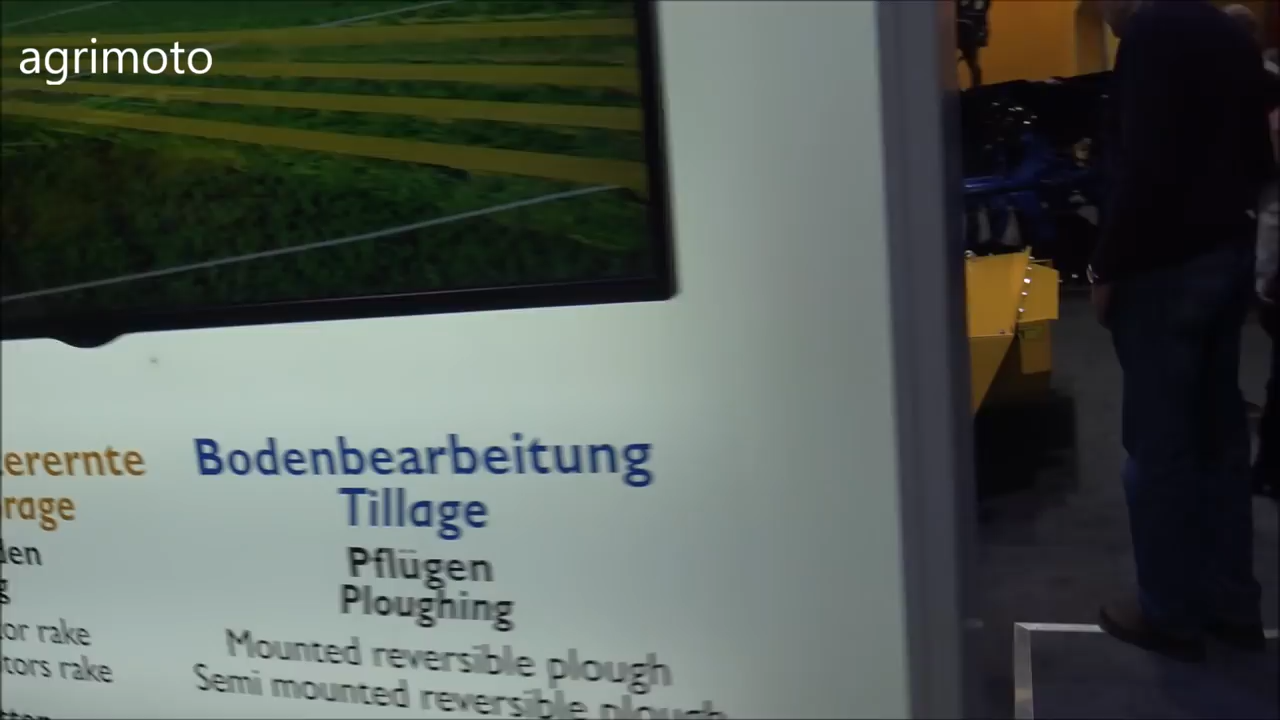 agrimoto
erernte
rage
Bodenbearbeitung
Tillage
Pflügen
Ploughing
Mounted reversible plough
Semi mounted reversible plough
den
g
or rake
tors rake